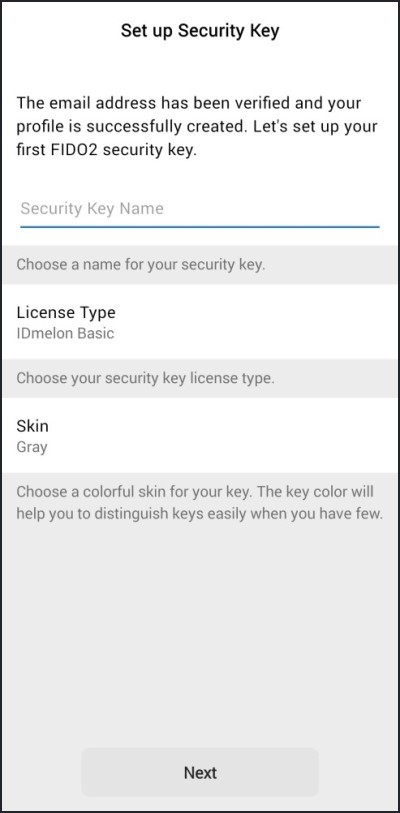 Set up Security Key
The email address has been verified and your
profile is successfully created. Let's set up your
first FIDO2 security key.
Security Key Name
Choose a name for your security key.
License Type
IDmelon Basic
Choose your security key license type.
Skin
Gray
Choose a colorful skin for your key. The key color will
help you to distinguish keys easily when you have few.
Next